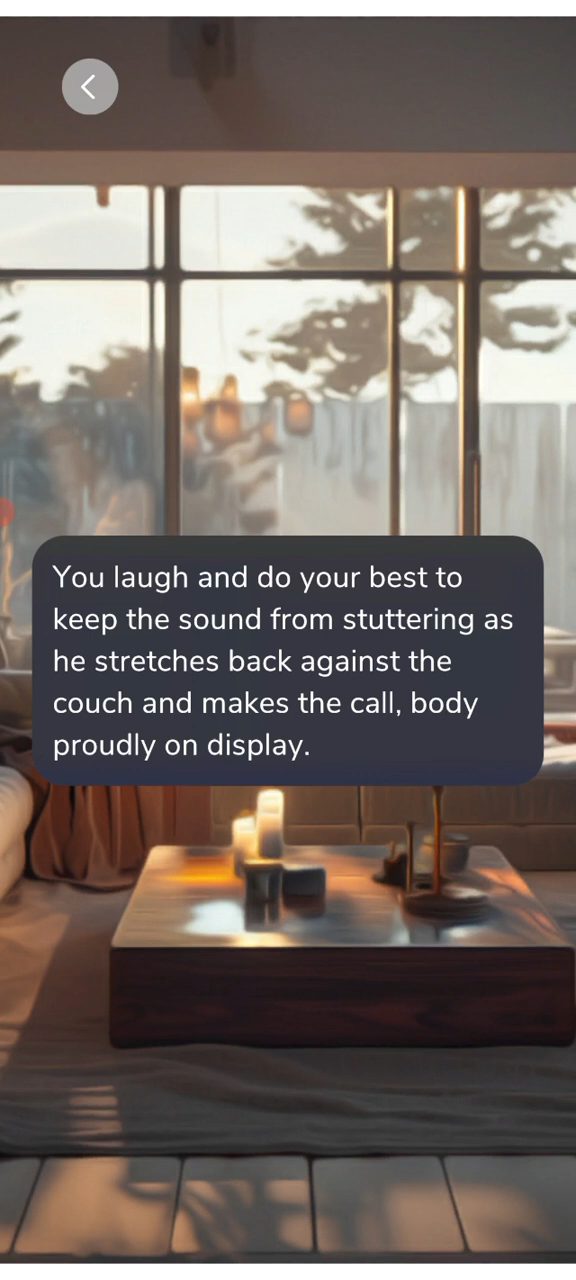 You laugh and do your best to
keep the sound from stuttering as
he stretches back against the
couch and makes the call, body
proudly on display.